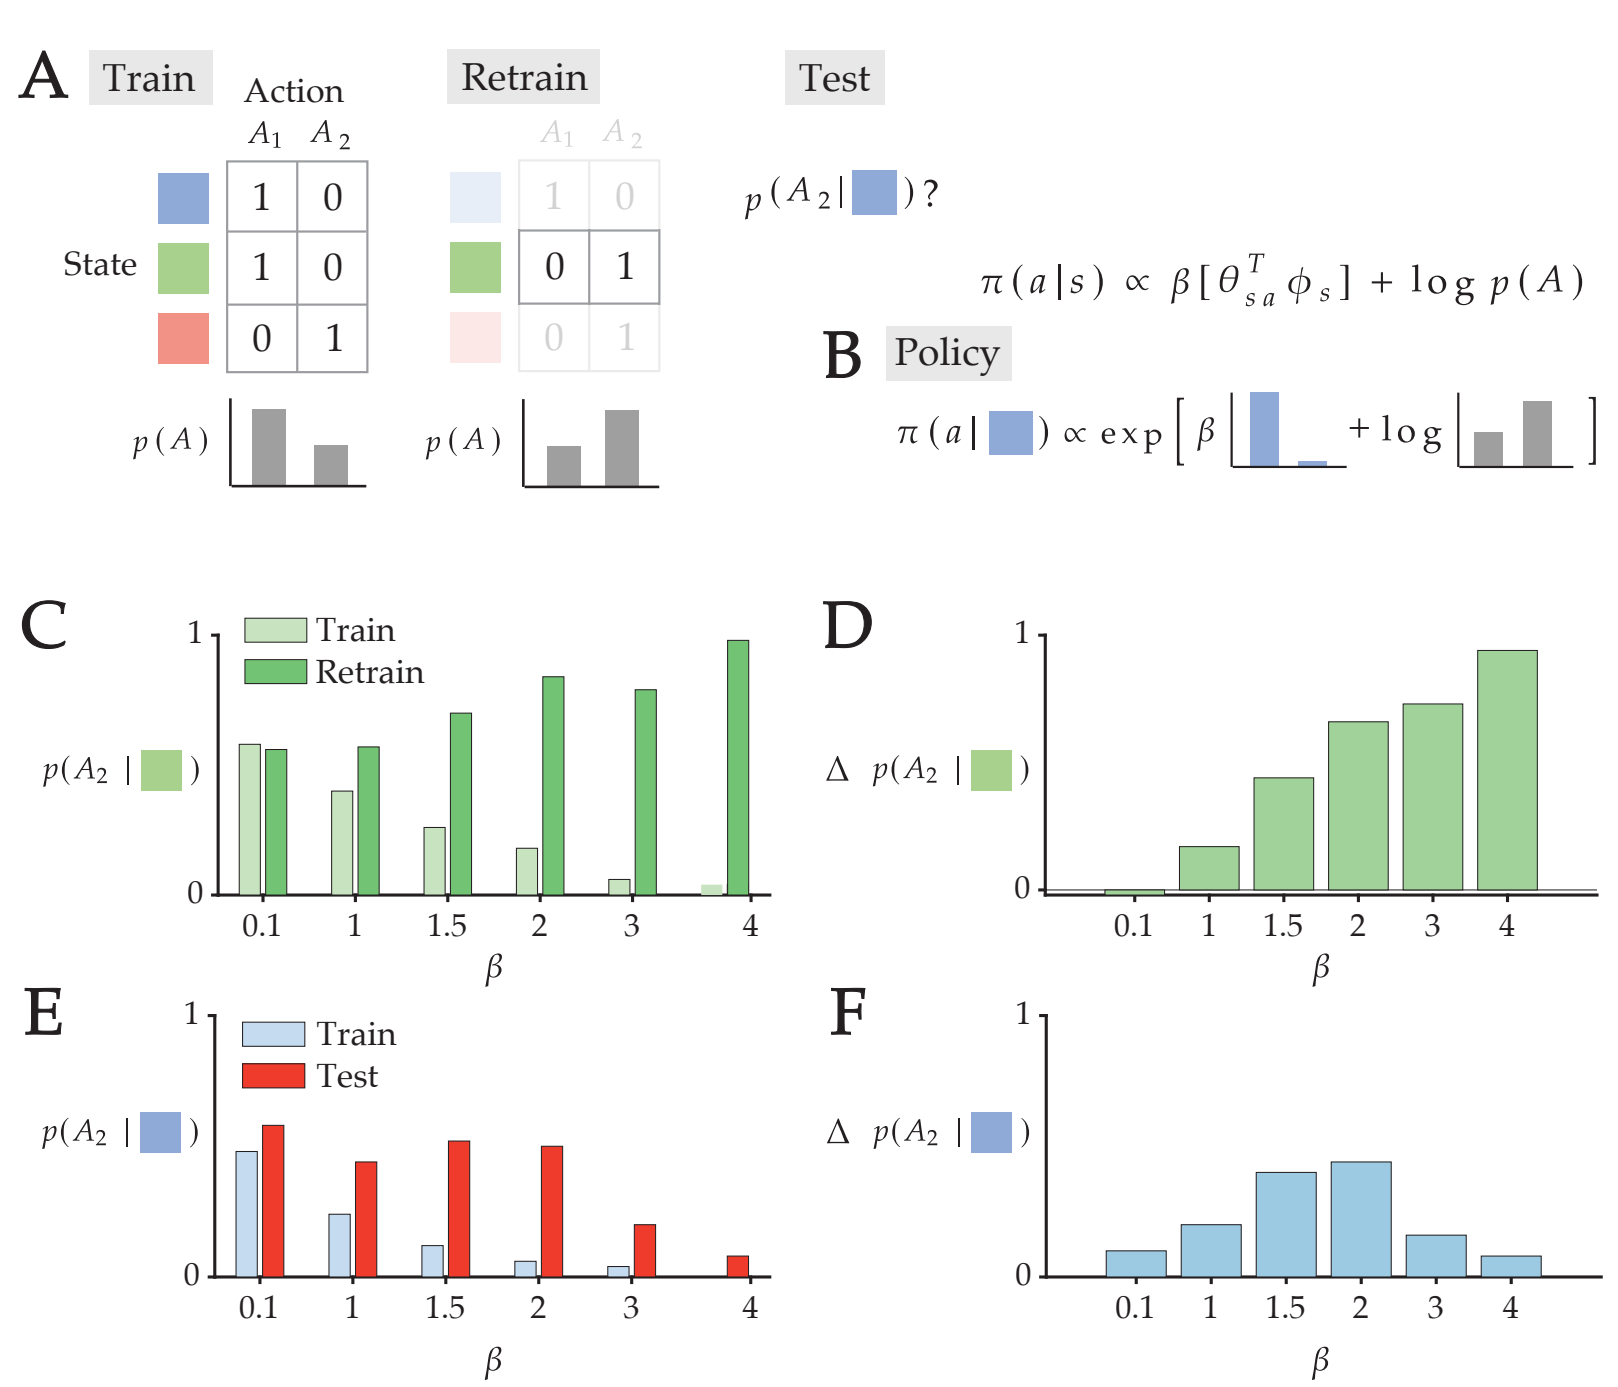 A Train Retrain Test
Action
A1 A2 A1 A2
1 0 1 0
p(A2| )?
State 1 0 0 1
π(a|s) ∝ β[θ^T_sa ϕ_s] + log p(A)
0 1 0 1
B Policy
p(A) p(A)
π(a| ) ∝ exp[β + log ]
C
1
Train
Retrain
p(A2 | )
0
0.1 1 1.5 2 3 4
β
D
1
Δ p(A2 | )
0
0.1 1 1.5 2 3 4
β
E
1
Train
Test
p(A2 | )
0
0.1 1 1.5 2 3 4
β
F
1
Δ p(A2 | )
0
0.1 1 1.5 2 3 4
β